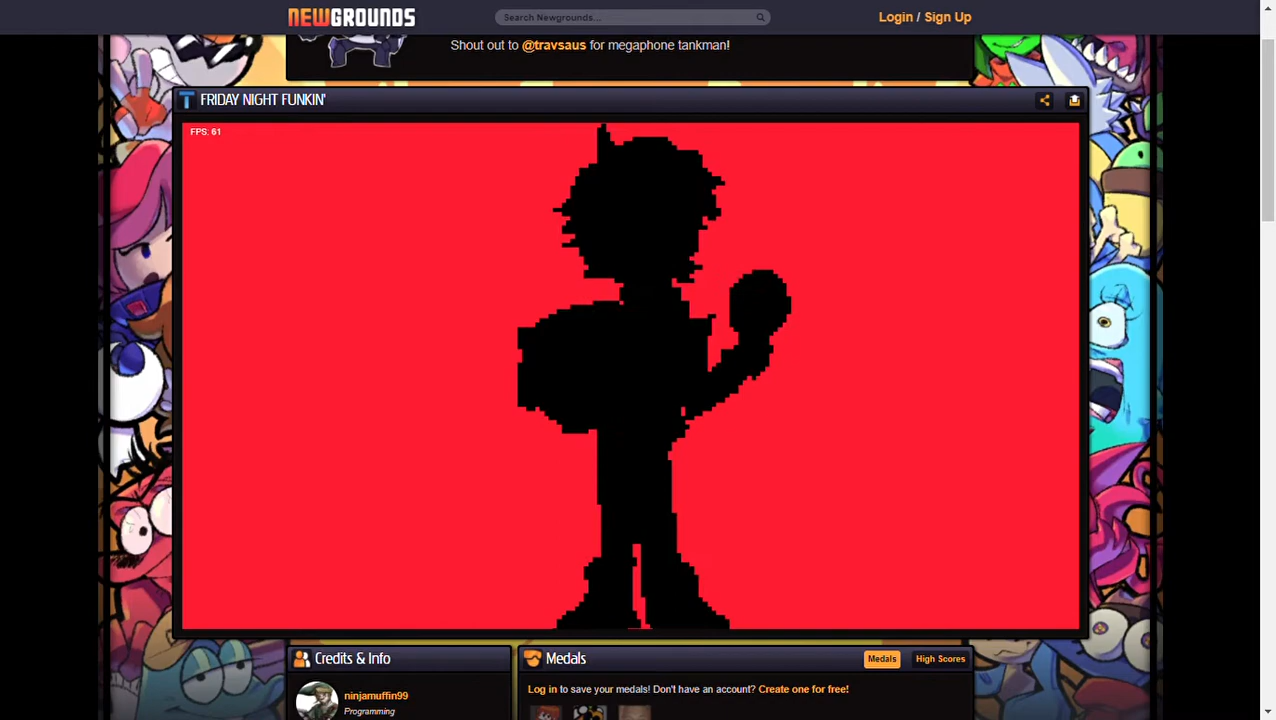 NEWGROUNDS
Search Newgrounds...
Login / Sign Up
Shout out to @travsaus for megaphone tankman!
T FRIDAY NIGHT FUNKIN'
FPS: 61
Credits & Info
ninjamuffin99
Programming
Medals
Medals
High Scores
Log in to save your medals! Don't have an account? Create one for free!